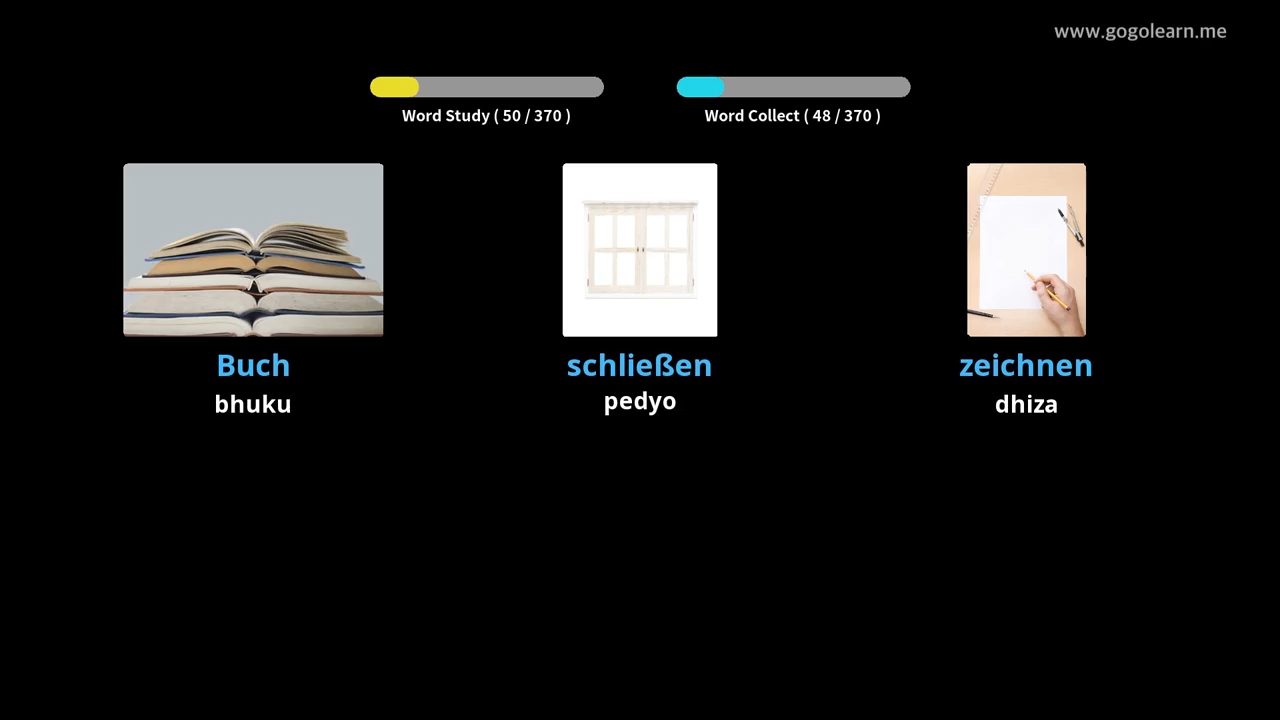 www.gogolearn.me
Word Study ( 50 / 370 )
Word Collect ( 48 / 370 )
Buch
bhuku
schließen
pedyo
zeichnen
dhiza